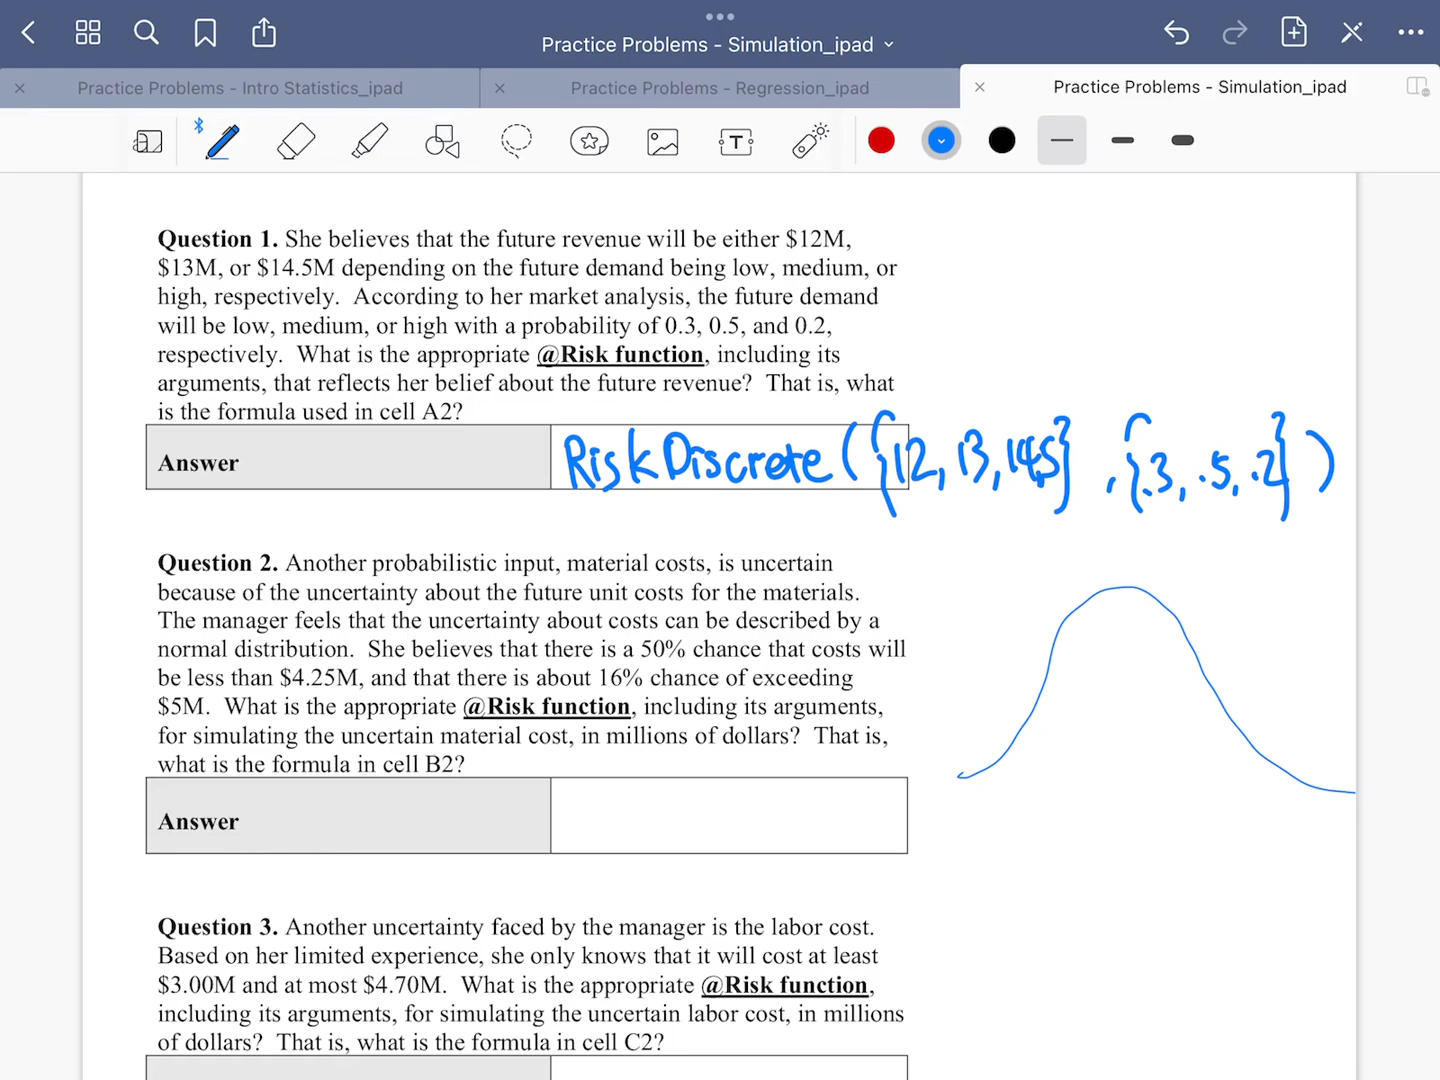 Practice Problems - Simulation_ipad
Practice Problems - Intro Statistics_ipad
Practice Problems - Regression_ipad
Practice Problems - Simulation_ipad
T
Question 1. She believes that the future revenue will be either $12M,
$13M, or $14.5M depending on the future demand being low, medium, or
high, respectively. According to her market analysis, the future demand
will be low, medium, or high with a probability of 0.3, 0.5, and 0.2,
respectively. What is the appropriate @Risk function, including its
arguments, that reflects her belief about the future revenue? That is, what
is the formula used in cell A2?
Answer
RiskDiscrete ({12, 13, 14.5} , {.3, .5, .2})
Question 2. Another probabilistic input, material costs, is uncertain
because of the uncertainty about the future unit costs for the materials.
The manager feels that the uncertainty about costs can be described by a
normal distribution. She believes that there is a 50% chance that costs will
be less than $4.25M, and that there is about 16% chance of exceeding
$5M. What is the appropriate @Risk function, including its arguments,
for simulating the uncertain material cost, in millions of dollars? That is,
what is the formula in cell B2?
Answer
Question 3. Another uncertainty faced by the manager is the labor cost.
Based on her limited experience, she only knows that it will cost at least
$3.00M and at most $4.70M. What is the appropriate @Risk function,
including its arguments, for simulating the uncertain labor cost, in millions
of dollars? That is, what is the formula in cell C2?